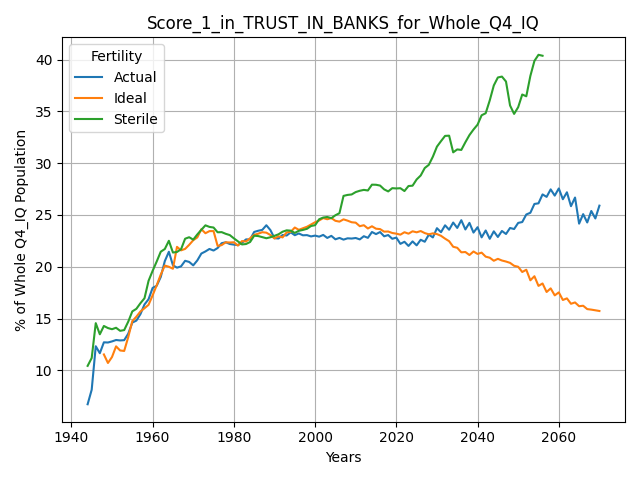 Score_1_in_TRUST_IN_BANKS_for_Whole_Q4_IQ
Fertility
Actual
Ideal
Sterile
% of Whole Q4_IQ Population
40
35
30
25
20
15
10
1940
1960
1980
2000
2020
2040
2060
Years